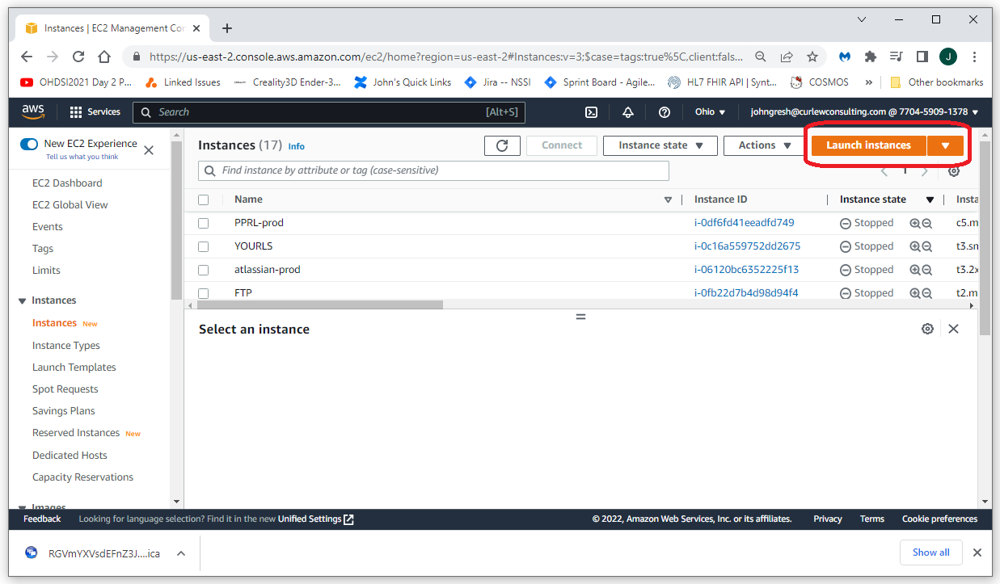 Instances | EC2 Management Cor
https://us-east-2.console.aws.amazon.com/ec2/home?region=us-east-2#Instances:v=3;$case=tags:true%5C,client:fals...
J
OHDSI2021 Day 2 P... Linked Issues Creality3D Ender-3... John's Quick Links Jira -- NSSI Sprint Board - Agile... HL7 FHIR API | Synt... COSMOS » Other bookmarks
aws Services Search [Alt+S] Ohio johngresh@curlewconsulting.com @ 7704-5909-1378
New EC2 Experience
Tell us what you think
EC2 Dashboard
EC2 Global View
Events
Tags
Limits
Instances
Instances New
Instance Types
Launch Templates
Spot Requests
Savings Plans
Reserved Instances New
Dedicated Hosts
Capacity Reservations
Images
Instances (17) Info Connect Instance state Actions Launch instances
Find instance by attribute or tag (case-sensitive)
1
Name Instance ID Instance state Insta
PPRL-prod i-0df6fd41eeadfd749 Stopped c5.m
YOURLS i-0c16a559752dd2675 Stopped t3.sn
atlassian-prod i-06120bc6352225f13 Stopped t3.2x
FTP i-0fb22d7b4d98d94f4 Stopped t2.m
Select an instance
Feedback Looking for language selection? Find it in the new Unified Settings © 2022, Amazon Web Services, Inc. or its affiliates. Privacy Terms Cookie preferences
RGVmYXVsdEFnZ3J....ica Show all